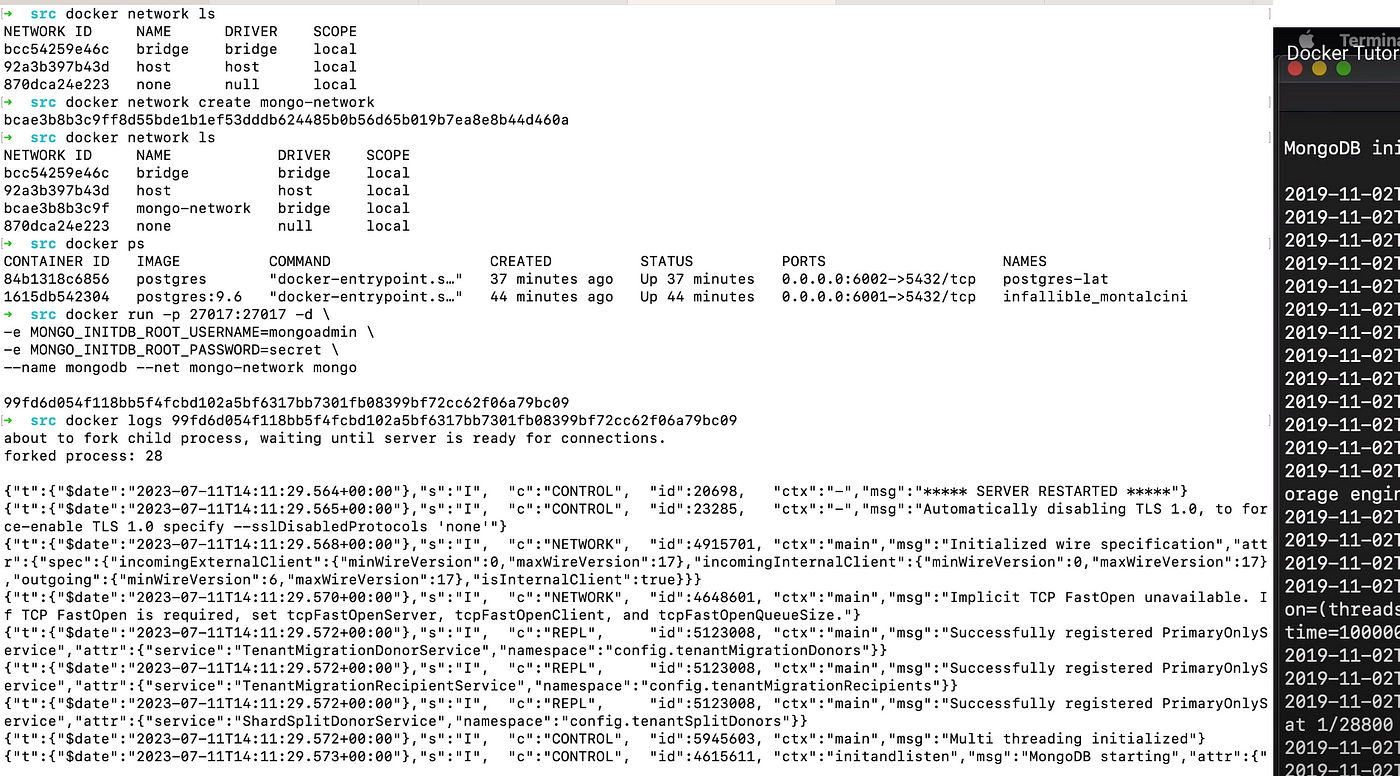 ➜  src docker network ls
NETWORK ID     NAME      DRIVER    SCOPE
bcc54259e46c   bridge    bridge    local
92a3b397b43d   host      host      local
870dca24e223   none      null      local
➜  src docker network create mongo-network
bcae3b8b3c9ff8d55bde1b1ef53dddb624485b0b56d65b019b7ea8e8b44d460a
➜  src docker network ls
NETWORK ID     NAME            DRIVER    SCOPE
bcc54259e46c   bridge          bridge    local
92a3b397b43d   host            host      local
bcae3b8b3c9f   mongo-network   bridge    local
870dca24e223   none            null      local
➜  src docker ps
CONTAINER ID   IMAGE          COMMAND                  CREATED          STATUS          PORTS                    NAMES
84b1318c6856   postgres       "docker-entrypoint.s…"   37 minutes ago   Up 37 minutes   0.0.0.0:6002->5432/tcp   postgres-lat
1615db542304   postgres:9.6   "docker-entrypoint.s…"   44 minutes ago   Up 44 minutes   0.0.0.0:6001->5432/tcp   infallible_montalcini
➜  src docker run -p 27017:27017 -d \
-e MONGO_INITDB_ROOT_USERNAME=mongoadmin \
-e MONGO_INITDB_ROOT_PASSWORD=secret \
--name mongodb --net mongo-network mongo
99fd6d054f118bb5f4fcbd102a5bf6317bb7301fb08399bf72cc62f06a79bc09
➜  src docker logs 99fd6d054f118bb5f4fcbd102a5bf6317bb7301fb08399bf72cc62f06a79bc09
about to fork child process, waiting until server is ready for connections.
forked process: 28
{"t":{"$date":"2023-07-11T14:11:29.564+00:00"},"s":"I",  "c":"CONTROL",  "id":20698,   "ctx":"-","msg":"***** SERVER RESTARTED *****"}
{"t":{"$date":"2023-07-11T14:11:29.565+00:00"},"s":"I",  "c":"CONTROL",  "id":23285,   "ctx":"-","msg":"Automatically disabling TLS 1.0, to for
ce-enable TLS 1.0 specify --sslDisabledProtocols 'none'"}
{"t":{"$date":"2023-07-11T14:11:29.568+00:00"},"s":"I",  "c":"NETWORK",  "id":4915701, "ctx":"main","msg":"Initialized wire specification","att
r":{"spec":{"incomingExternalClient":{"minWireVersion":0,"maxWireVersion":17},"incomingInternalClient":{"minWireVersion":0,"maxWireVersion":17}
,"outgoing":{"minWireVersion":6,"maxWireVersion":17},"isInternalClient":true}}}
{"t":{"$date":"2023-07-11T14:11:29.570+00:00"},"s":"I",  "c":"NETWORK",  "id":4648601, "ctx":"main","msg":"Implicit TCP FastOpen unavailable. I
f TCP FastOpen is required, set tcpFastOpenServer, tcpFastOpenClient, and tcpFastOpenQueueSize."}
{"t":{"$date":"2023-07-11T14:11:29.572+00:00"},"s":"I",  "c":"REPL",     "id":5123008, "ctx":"main","msg":"Successfully registered PrimaryOnlyS
ervice","attr":{"service":"TenantMigrationDonorService","namespace":"config.tenantMigrationDonors"}}
{"t":{"$date":"2023-07-11T14:11:29.572+00:00"},"s":"I",  "c":"REPL",     "id":5123008, "ctx":"main","msg":"Successfully registered PrimaryOnlyS
ervice","attr":{"service":"TenantMigrationRecipientService","namespace":"config.tenantMigrationRecipients"}}
{"t":{"$date":"2023-07-11T14:11:29.572+00:00"},"s":"I",  "c":"REPL",     "id":5123008, "ctx":"main","msg":"Successfully registered PrimaryOnlyS
ervice","attr":{"service":"ShardSplitDonorService","namespace":"config.tenantSplitDonors"}}
{"t":{"$date":"2023-07-11T14:11:29.572+00:00"},"s":"I",  "c":"CONTROL",  "id":5945603, "ctx":"main","msg":"Multi threading initialized"}
{"t":{"$date":"2023-07-11T14:11:29.573+00:00"},"s":"I",  "c":"CONTROL",  "id":4615611, "ctx":"initandlisten","msg":"MongoDB starting","attr":{"
Termina
Docker Tutor
MongoDB ini
2019-11-02T
2019-11-02T
2019-11-02T
2019-11-02T
2019-11-02T
2019-11-02T
2019-11-02T
2019-11-02T
2019-11-02T
2019-11-02T
2019-11-02T
2019-11-02T
2019-11-02T
orage engin
2019-11-02T
2019-11-02T
2019-11-02T
2019-11-02T
on=(threads
time=100000
2019-11-02T
2019-11-02T
2019-11-02T
at 1/28800
2019-11-02T
2019-11-02T